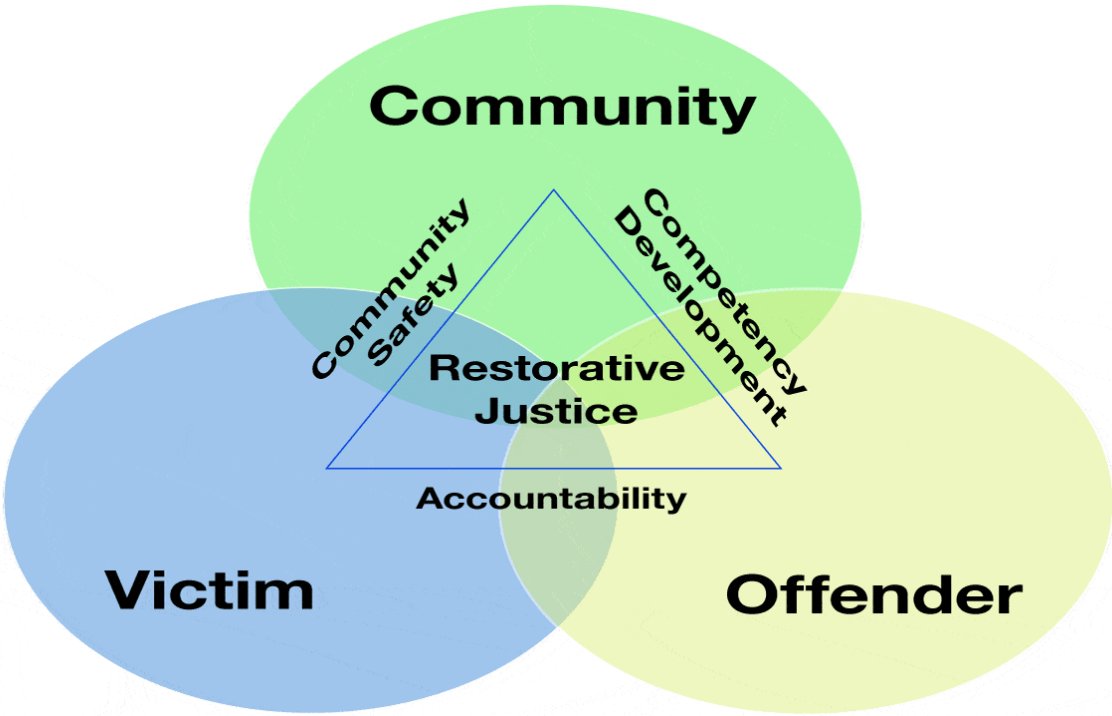 Community
Community
Safety
Competency
Development
Restorative
Justice
Accountability
Victim
Offender